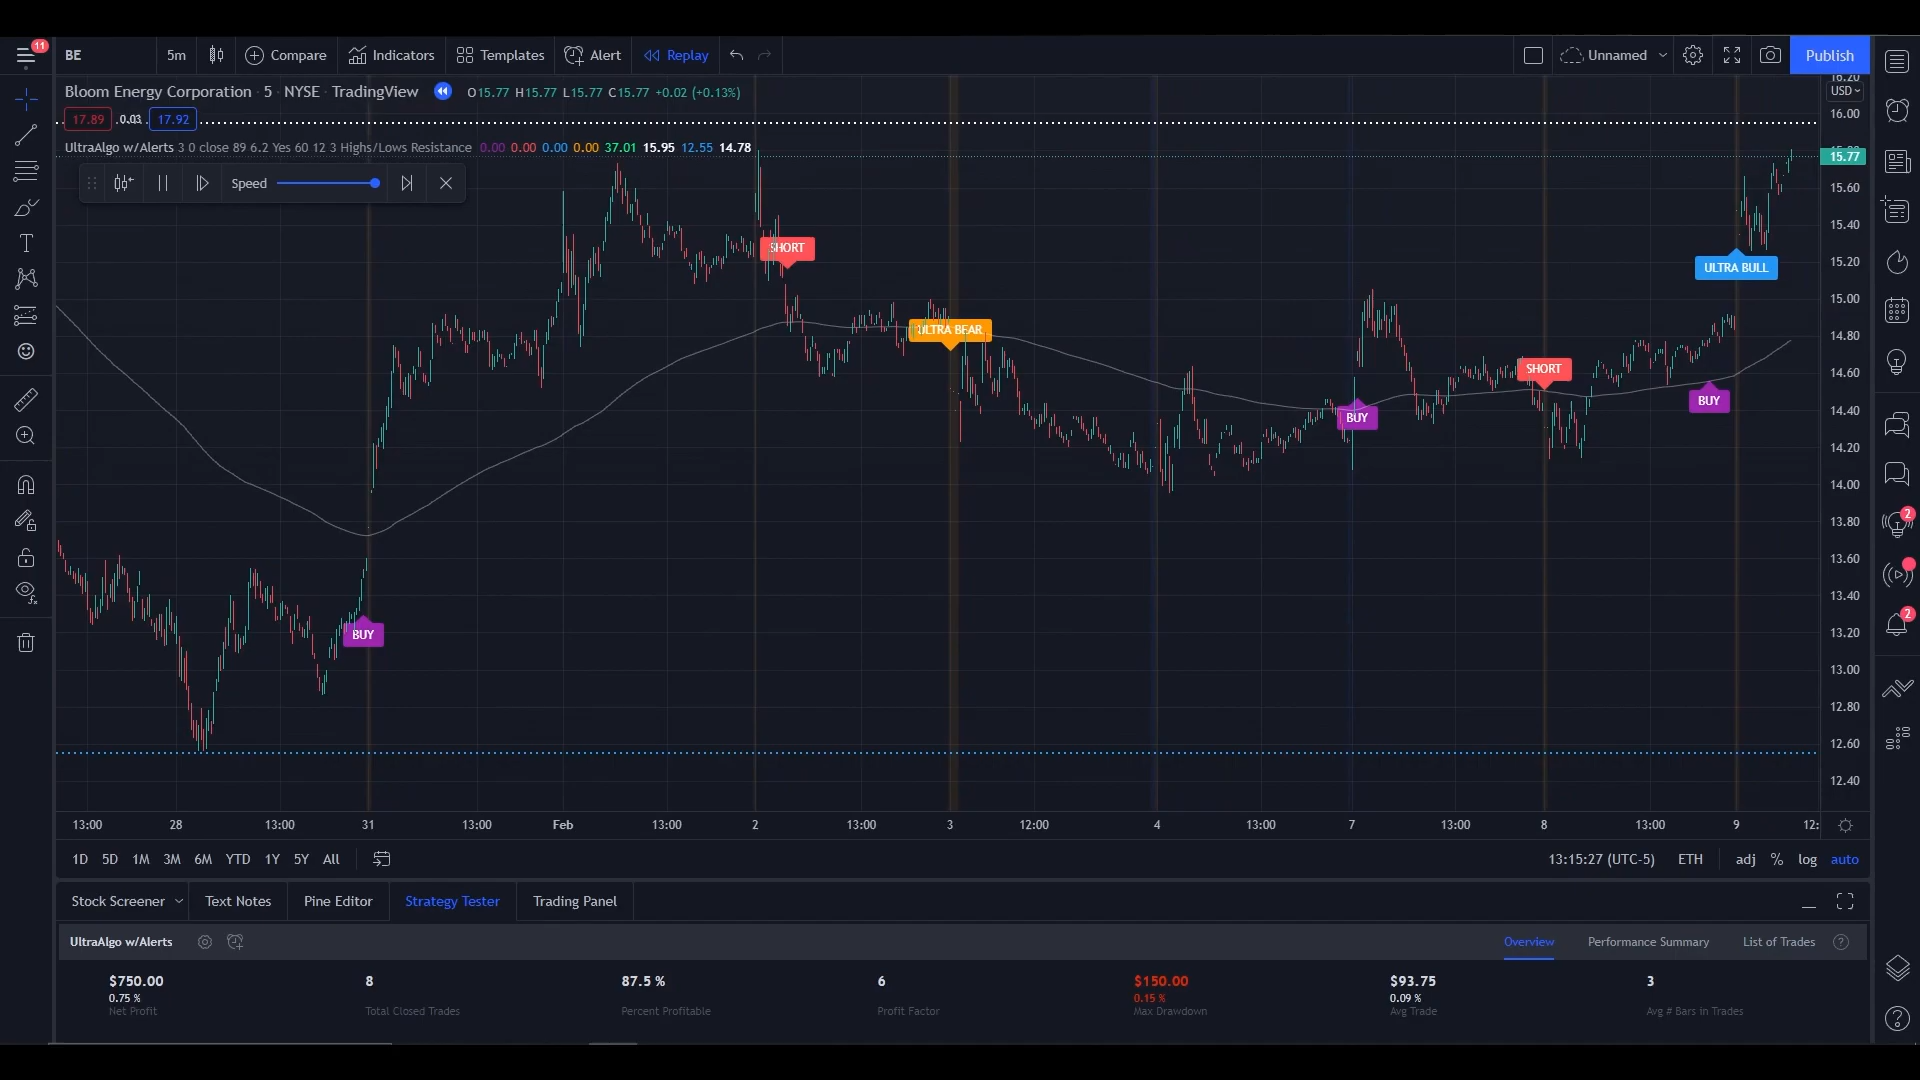 11
BE
5m
Compare
Indicators
Templates
Alert
Replay
Unnamed
Publish
Bloom Energy Corporation · 5 · NYSE · TradingView
O15.77 H15.77 L15.77 C15.77 +0.02 (+0.13%)
17.89
0.03
17.92
UltraAlgo w/Alerts 3 0 close 89 6.2 Yes 60 12 3 Highs/Lows Resistance 0.00 0.00 0.00 0.00 37.01 15.95 12.55 14.78
Speed
SHORT
ULTRA BEAR
BUY
BUY
SHORT
BUY
ULTRA BULL
16.20
USD
16.00
15.77
15.60
15.40
15.20
15.00
14.80
14.60
14.40
14.20
14.00
13.80
13.60
13.40
13.20
13.00
12.80
12.60
12.40
2
2
13:00 28 13:00 31 13:00 Feb 13:00 2 13:00 3 12:00 4 13:00 7 13:00 8 13:00 9 12:
1D 5D 1M 3M 6M YTD 1Y 5Y All
13:15:27 (UTC-5) ETH adj % log auto
Stock Screener Text Notes Pine Editor Strategy Tester Trading Panel
UltraAlgo w/Alerts
Overview Performance Summary List of Trades
$750.00 8 87.5 % 6 $150.00 $93.75 3
0.75 % 0.15 % 0.09 %
Net Profit Total Closed Trades Percent Profitable Profit Factor Max Drawdown Avg Trade Avg # Bars in Trades